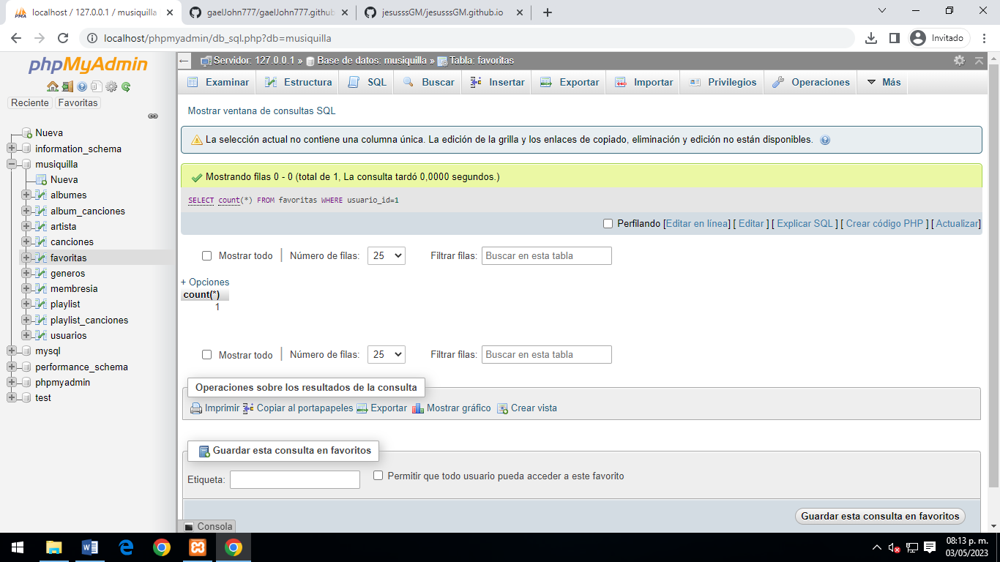 localhost / 127.0.0.1 / musiquilla
gaelJohn777/gaelJohn777.github
jesusssGM/jesusssGM.github.io
localhost/phpmyadmin/db_sql.php?db=musiquilla
Invitado
phpMyAdmin
Reciente Favoritas
Nueva
information_schema
musiquilla
Nueva
albumes
album_canciones
artista
canciones
favoritas
generos
membresia
playlist
playlist_canciones
usuarios
mysql
performance_schema
phpmyadmin
test
Servidor: 127.0.0.1 » Base de datos: musiquilla » Tabla: favoritas
Examinar Estructura SQL Buscar Insertar Exportar Importar Privilegios Operaciones Más
Mostrar ventana de consultas SQL
La selección actual no contiene una columna única. La edición de la grilla y los enlaces de copiado, eliminación y edición no están disponibles.
Mostrando filas 0 - 0 (total de 1, La consulta tardó 0,0000 segundos.)
SELECT count(*) FROM favoritas WHERE usuario_id=1
Perfilando [Editar en línea] [ Editar ] [ Explicar SQL ] [ Crear código PHP ] [ Actualizar]
Mostrar todo | Número de filas: 25 Filtrar filas: Buscar en esta tabla
+ Opciones
count(*)
1
Mostrar todo | Número de filas: 25 Filtrar filas: Buscar en esta tabla
Operaciones sobre los resultados de la consulta
Imprimir Copiar al portapapeles Exportar Mostrar gráfico Crear vista
Guardar esta consulta en favoritos
Etiqueta: Permitir que todo usuario pueda acceder a este favorito
Guardar esta consulta en favoritos
Consola
08:13 p. m.
03/05/2023